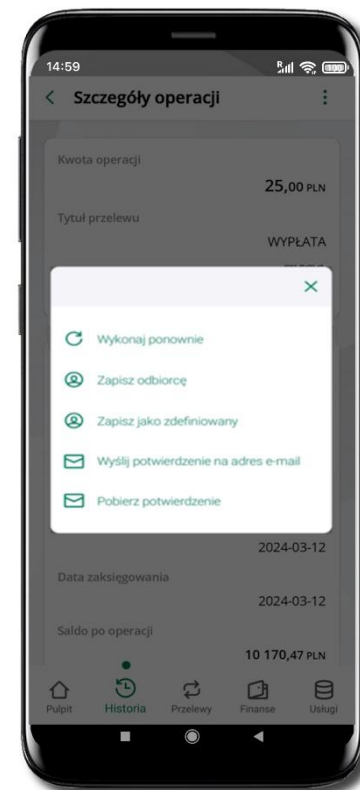 14:59
R
Szczegóły operacji
Kwota operacji
25,00 PLN
Tytuł przelewu
WYPŁATA
Wykonaj ponownie
Zapisz odbiorcę
Zapisz jako zdefiniowany
Wyślij potwierdzenie na adres e-mail
Pobierz potwierdzenie
2024-03-12
Data zaksięgowania
2024-03-12
Saldo po operacji
10 170,47 PLN
Pulpit Historia Przelewy Finanse Usługi